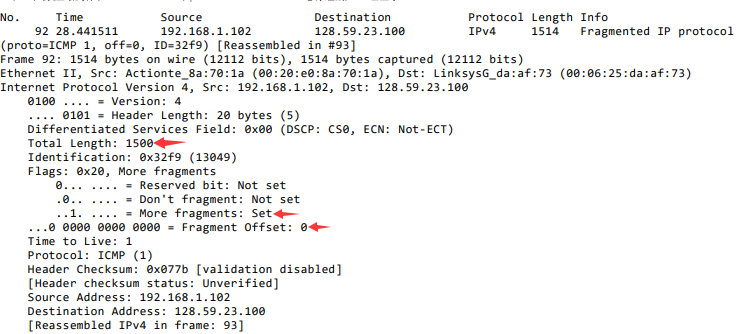 No. Time Source Destination Protocol Length Info
92 28.441511 192.168.1.102 128.59.23.100 IPv4 1514 Fragmented IP protocol
(proto=ICMP 1, off=0, ID=32f9) [Reassembled in #93]
Frame 92: 1514 bytes on wire (12112 bits), 1514 bytes captured (12112 bits)
Ethernet II, Src: Actionte_8a:70:1a (00:20:e0:8a:70:1a), Dst: LinksysG_da:af:73 (00:06:25:da:af:73)
Internet Protocol Version 4, Src: 192.168.1.102, Dst: 128.59.23.100
0100 .... = Version: 4
.... 0101 = Header Length: 20 bytes (5)
Differentiated Services Field: 0x00 (DSCP: CS0, ECN: Not-ECT)
Total Length: 1500
Identification: 0x32f9 (13049)
Flags: 0x20, More fragments
0... .... = Reserved bit: Not set
.0.. .... = Don't fragment: Not set
..1. .... = More fragments: Set
...0 0000 0000 0000 = Fragment Offset: 0
Time to Live: 1
Protocol: ICMP (1)
Header Checksum: 0x077b [validation disabled]
[Header checksum status: Unverified]
Source Address: 192.168.1.102
Destination Address: 128.59.23.100
[Reassembled IPv4 in frame: 93]